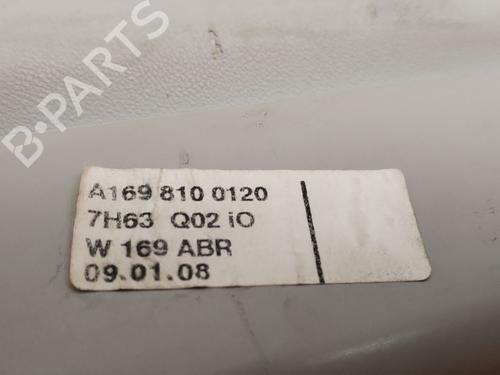 B-PARTS
A169 810 0120
7H63 Q02 iO
W 169 ABR
09.01.08